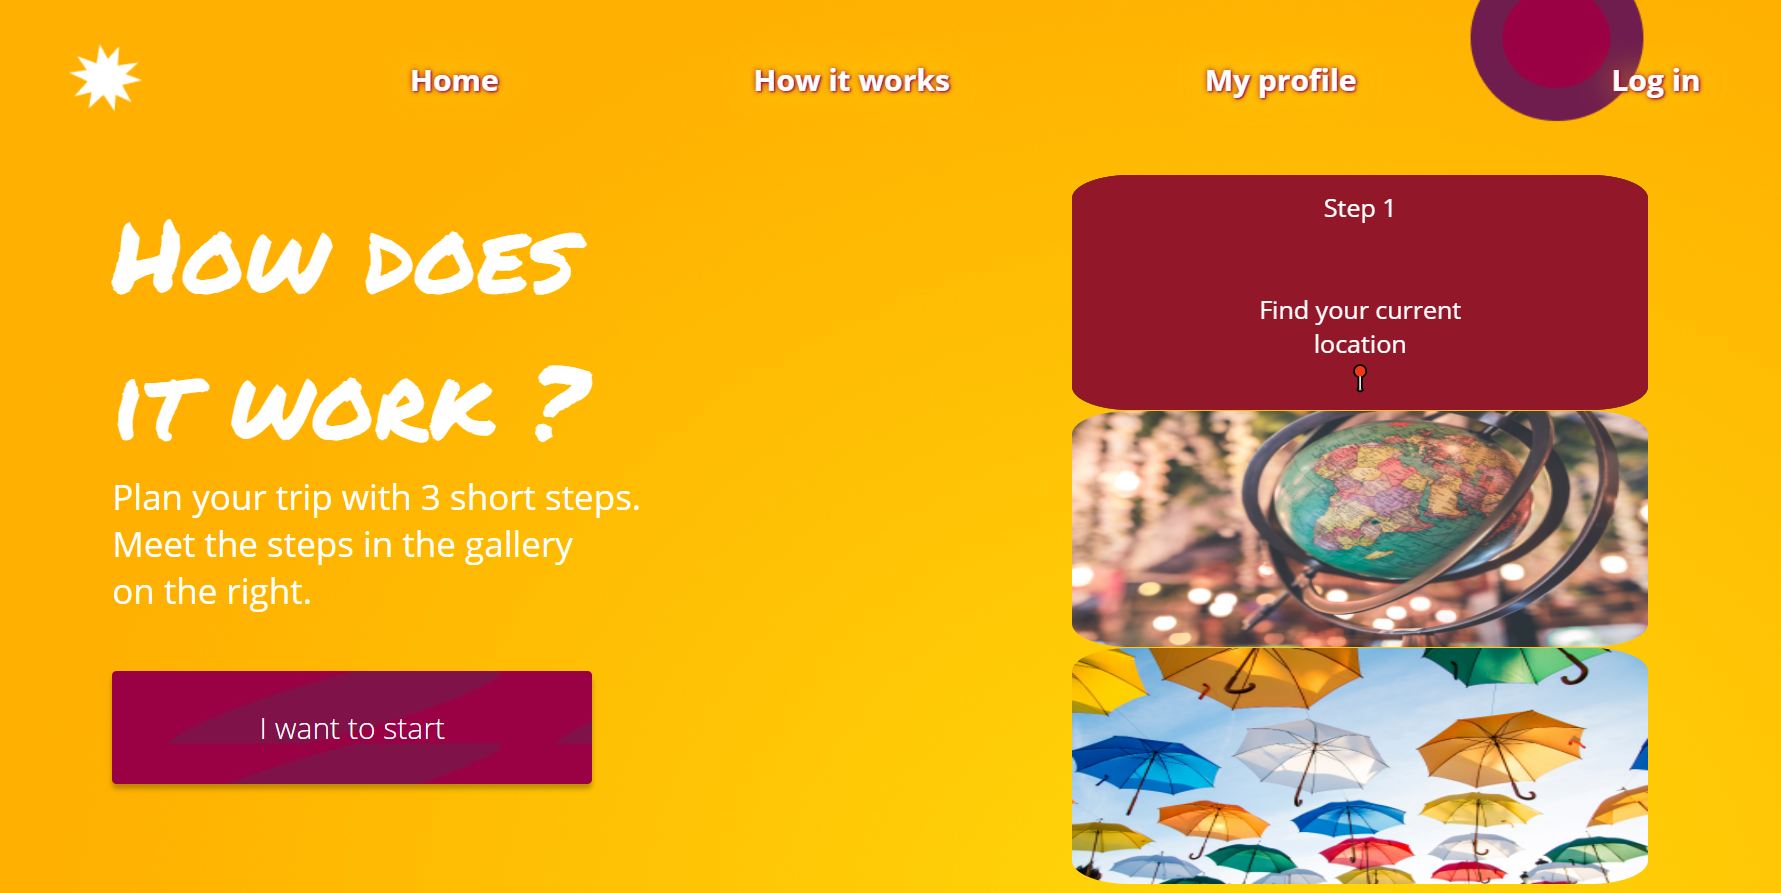 Home How it works My profile Log in
How does
it work ?
Plan your trip with 3 short steps.
Meet the steps in the gallery
on the right.
I want to start
Step 1
Find your current
location